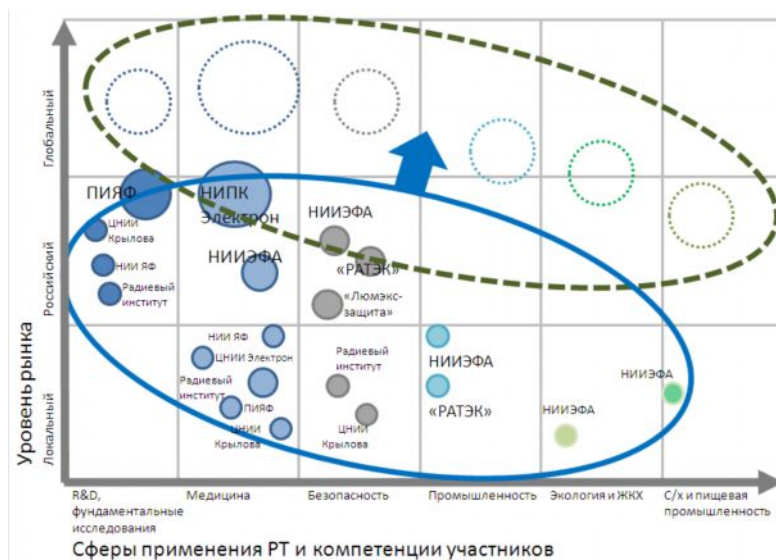 Глобальный
Российский
Локальный
Уровень рынка
ПИЯФ
НИПК
Электрон
ЦНИИ
Крылова
НИИ ЯФ
Радиевый
институт
НИИЭФА
НИИЭФА
«РАТЭК»
«Люмэкс-
защита»
НИИ ЯФ
ЦНИИ Электрон
Радиевый
институт
ПИЯФ
ЦНИИ
Крылова
Радиевый
институт
ЦНИИ
Крылова
НИИЭФА
«РАТЭК»
НИИЭФА
НИИЭФА
R&D,
фундаментальные
исследования
Медицина
Безопасность
Промышленность
Экология и ЖКХ
С/х и пищевая
промышленность
Сферы применения РТ и компетенции участников